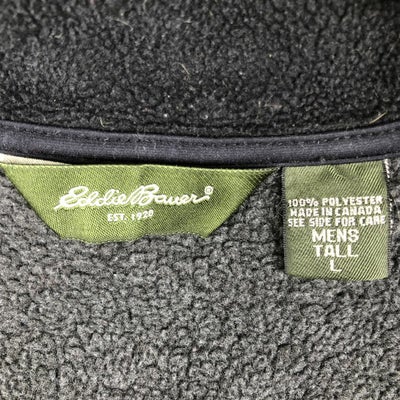 Eddie Bauer®
EST. 1920
100% POLYESTER
MADE IN CANADA
SEE SIDE FOR CARE
MENS
TALL
L